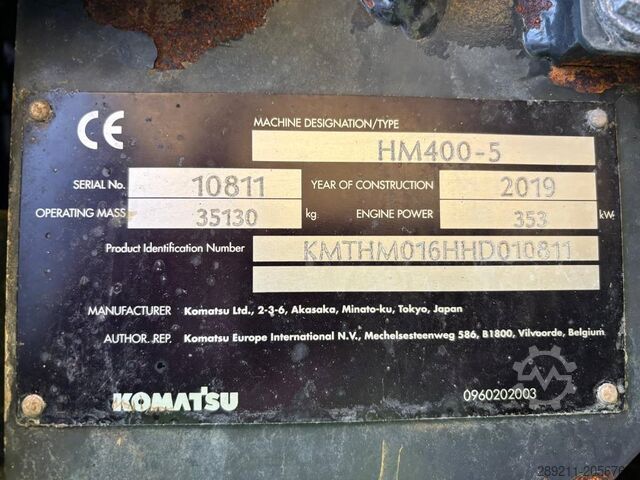 CE
MACHINE DESIGNATION/TYPE
HM400-5
SERIAL No. 10811 YEAR OF CONSTRUCTION 2019
OPERATING MASS 35130 kg ENGINE POWER 353 kW
Product Identification Number KMTHM016HHD010811
MANUFACTURER Komatsu Ltd., 2-3-6, Akasaka, Minato-ku, Tokyo, Japan
AUTHOR. REP. Komatsu Europe International N.V., Mechelsesteenweg 586, B1800, Vilvoorde, Belgium
KOMATSU 0960202003